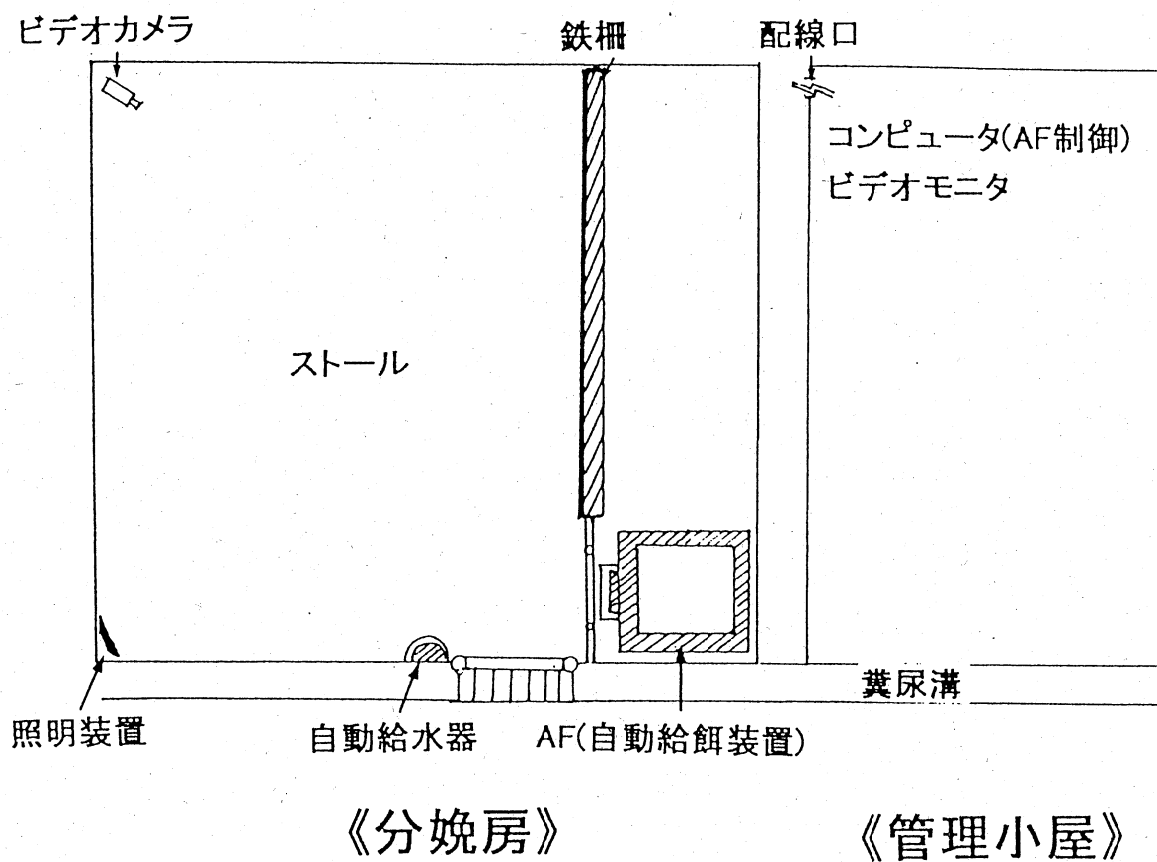 ビデオカメラ
鉄柵
配線口
コンピュータ(AF制御)
ビデオモニタ
ストール
糞尿溝
照明装置
自動給水器
AF(自動給餌装置)
《分娩房》
《管理小屋》